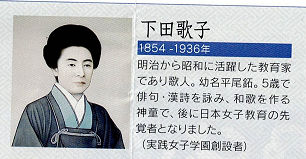 下田歌子
1854 -1936年
明治から昭和に活躍した教育家
であり歌人。幼名平尾鉐。5歳で
俳句・漢詩を詠み、和歌を作る
神童で、後に日本女子教育の先
覚者となりました。
（実践女子学園創設者）